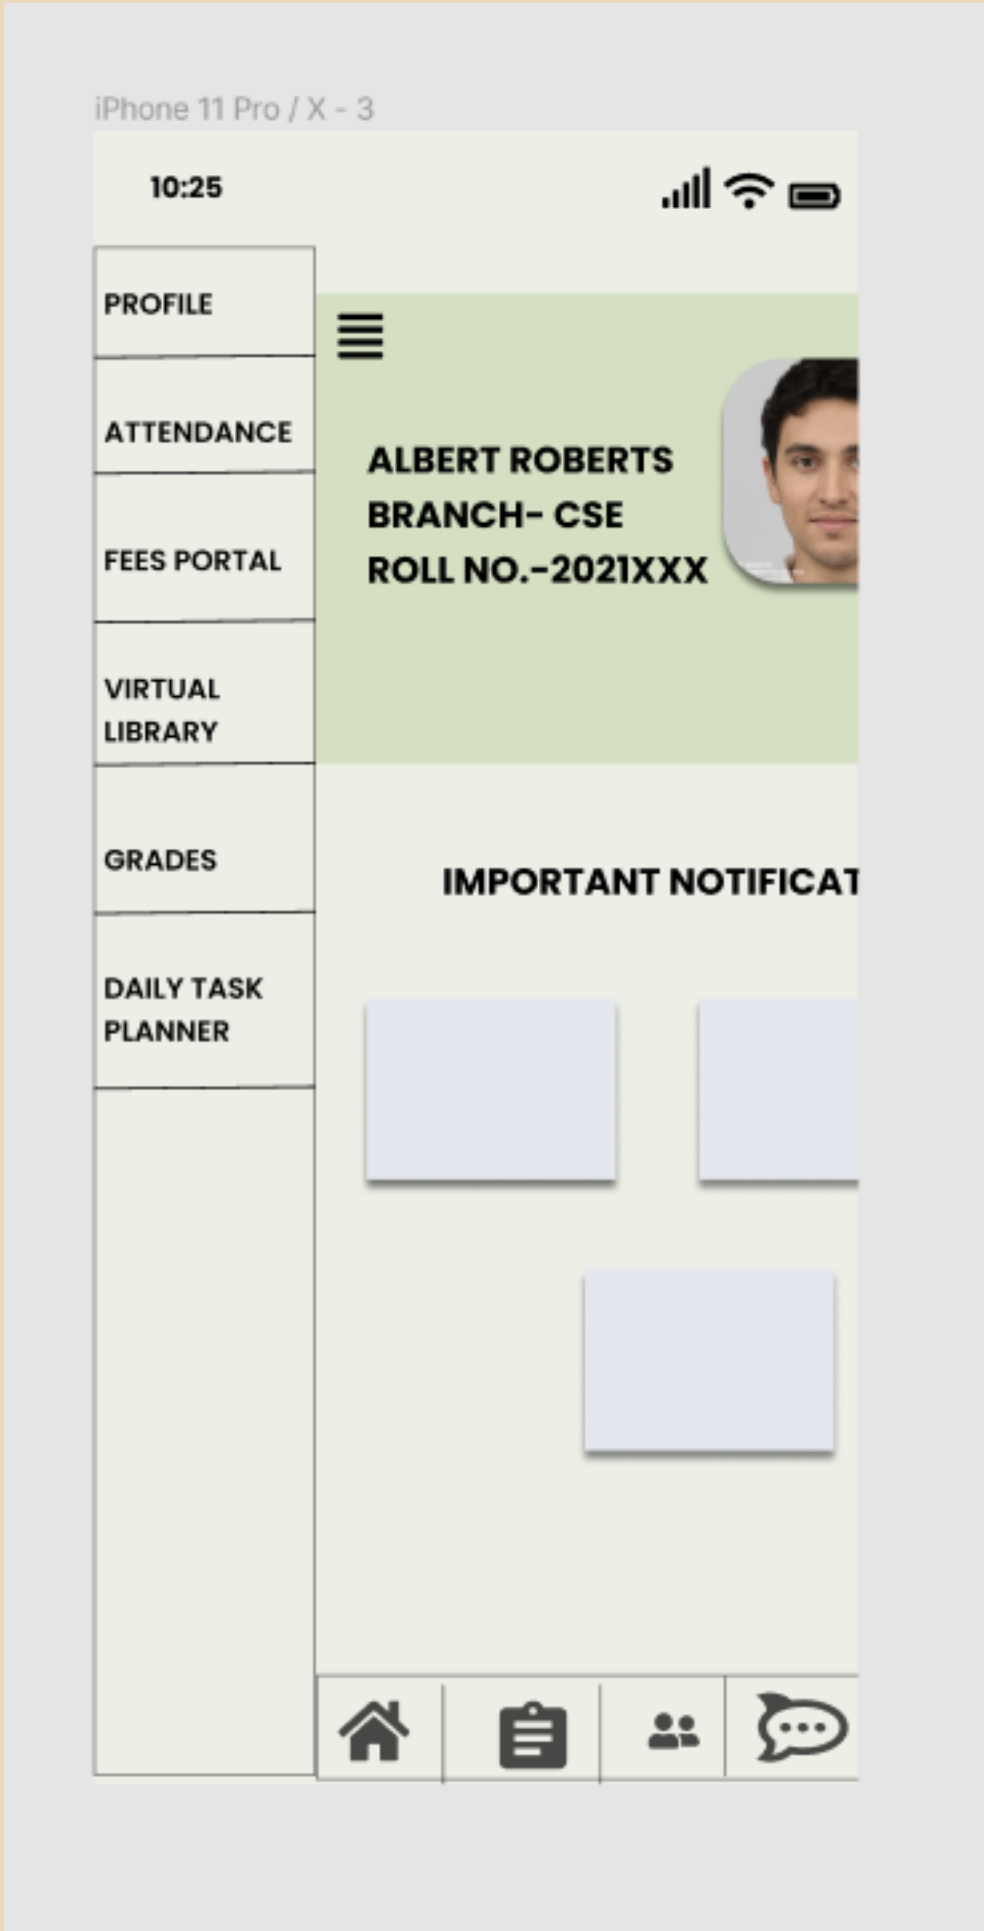 iPhone 11 Pro / X - 3
10:25
PROFILE
ATTENDANCE
FEES PORTAL
VIRTUAL
LIBRARY
GRADES
DAILY TASK
PLANNER
ALBERT ROBERTS
BRANCH- CSE
ROLL NO.-2021XXX
IMPORTANT NOTIFICAT